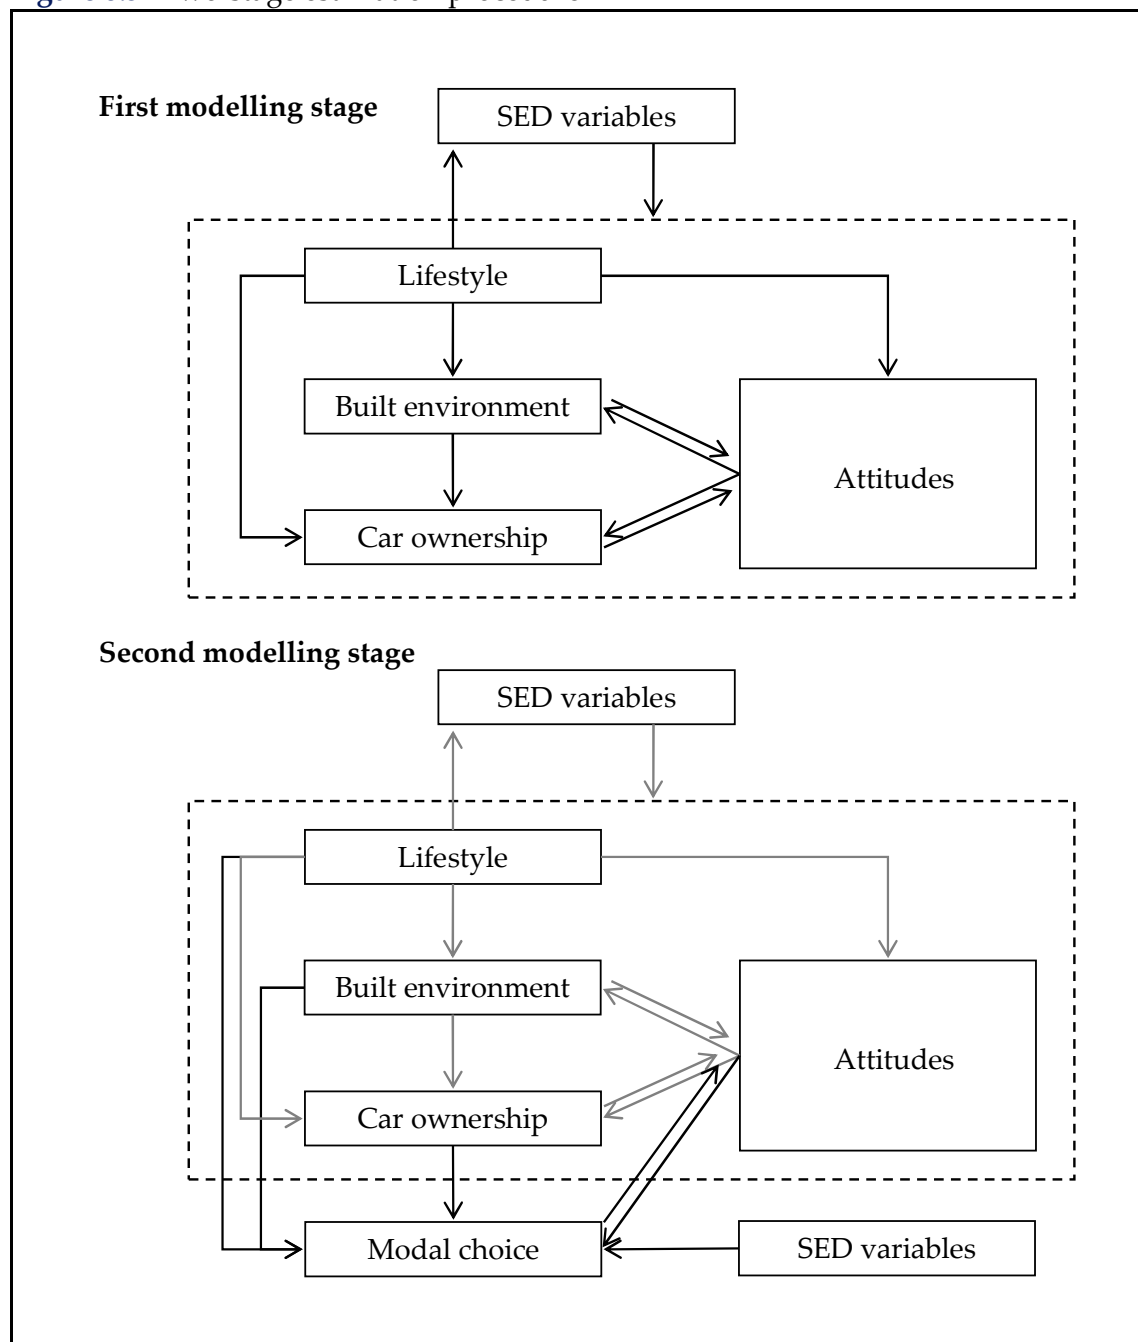 First modelling stage
SED variables
Lifestyle
Built environment
Attitudes
Car ownership
Second modelling stage
SED variables
Lifestyle
Built environment
Attitudes
Car ownership
Modal choice
SED variables